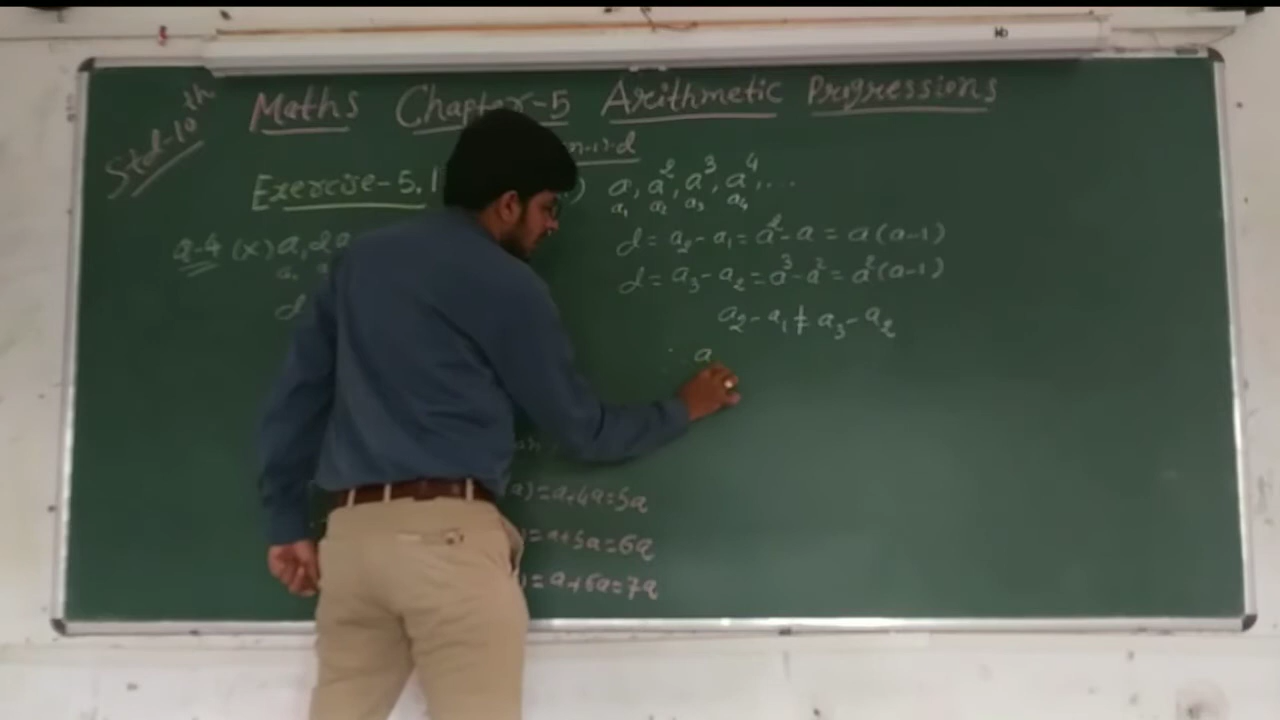 Std-10th
Maths Chapter-5 Arithmetic Progressions
n-1).d
Exercise-5.1
) a, a², a³, a⁴, ...
a₁ a₂ a₃ a₄
Q-4 (x) a, 2a
a₁
d
d = a₂ - a₁ = a² - a = a(a-1)
d = a₃ - a₂ = a³ - a² = a²(a-1)
a₂ - a₁ ≠ a₃ - a₂
a
a) = a+4a = 5a
) = a+5a = 6a
) = a+6a = 7a